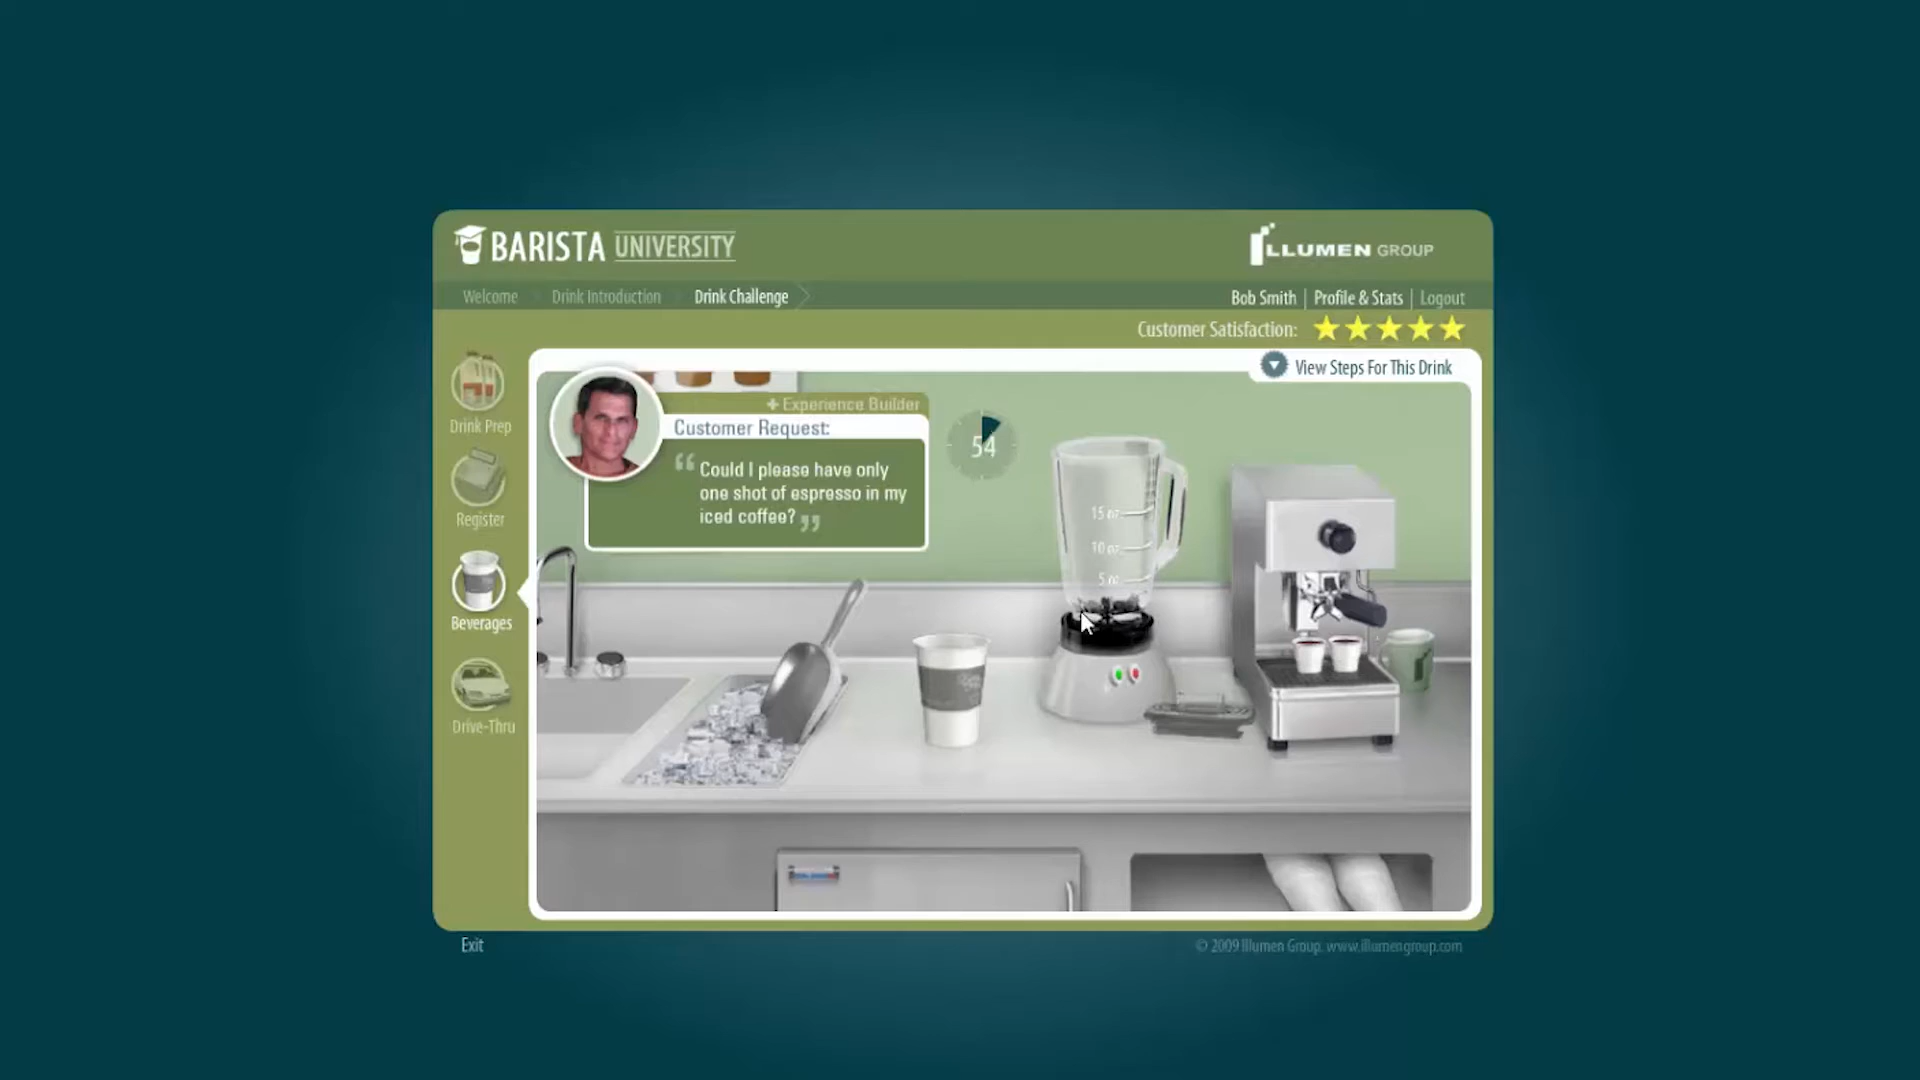 BARISTA UNIVERSITY
ILLUMEN GROUP
Welcome
Drink Introduction
Drink Challenge
Bob Smith | Profile & Stats | Logout
Customer Satisfaction:
View Steps For This Drink
Drink Prep
Register
Beverages
Drive-Thru
+ Experience Builder
Customer Request:
“ Could I please have only
one shot of espresso in my
iced coffee? ”
54
15 oz
10 oz
5 oz
Exit
© 2009 Illumen Group. www.illumengroup.com